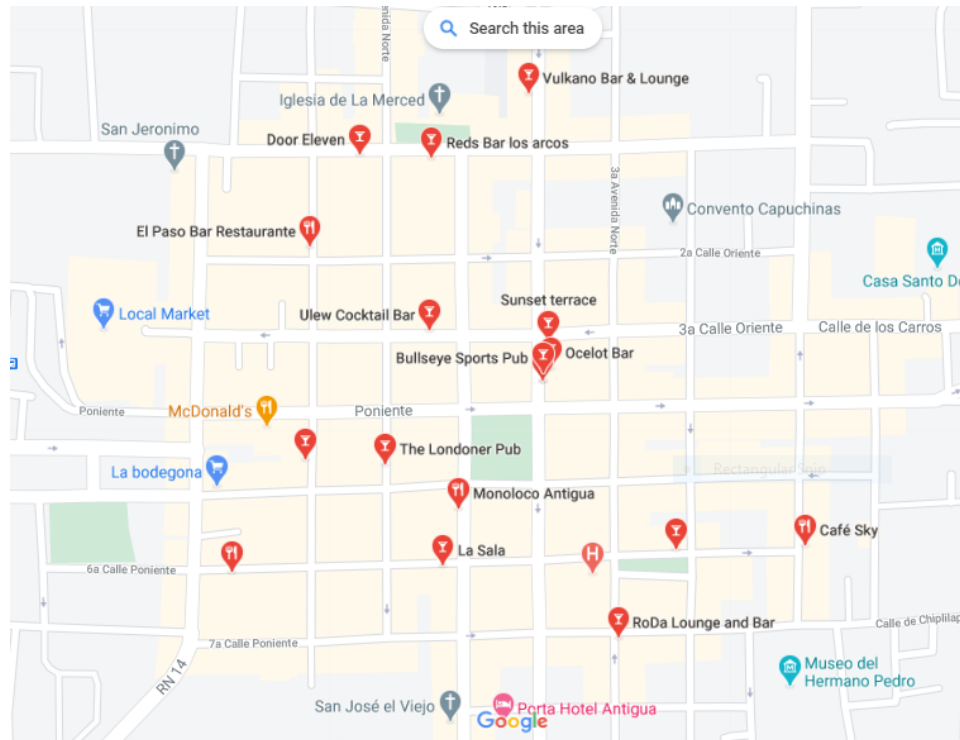 Search this area
Avenida Norte
Vulkano Bar & Lounge
Iglesia de La Merced
San Jeronimo
Door Eleven
Reds Bar los arcos
3a Avenida Norte
Convento Capuchinas
El Paso Bar Restaurante
2a Calle Oriente
Casa Santo Do
Sunset terrace
Local Market
Ulew Cocktail Bar
3a Calle Oriente
Calle de los Carros
Bullseye Sports Pub
Ocelot Bar
Poniente
McDonald's
Poniente
The Londoner Pub
La bodegona
Rectangular Snip
Monoloco Antigua
Café Sky
La Sala
H
6a Calle Poniente
RoDa Lounge and Bar
Calle de Chiplilap
7a Calle Poniente
RN 14
Museo del
Hermano Pedro
San José el Viejo
Porta Hotel Antigua
Google